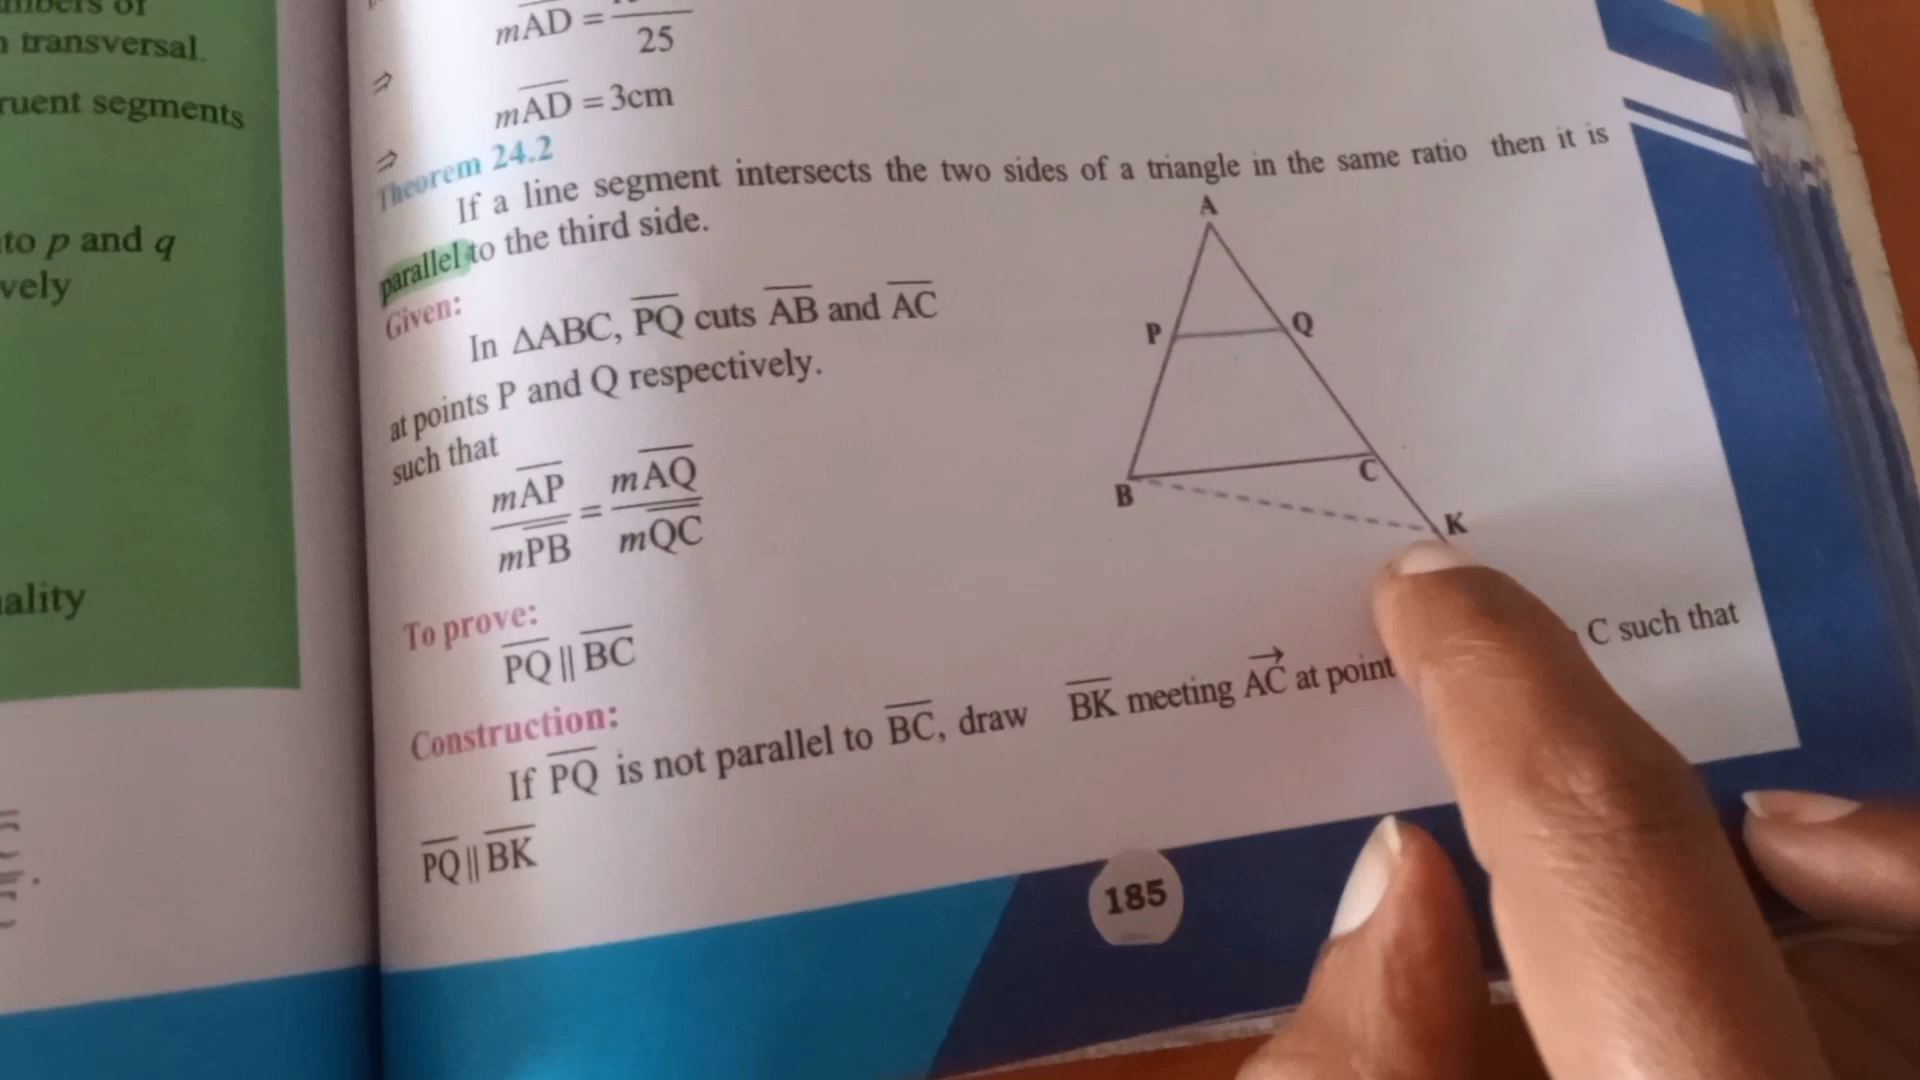 transversal.
segments
to p and q
mAD = 
25
⇒ mAD = 3cm
⇒
Theorem 24.2
If a line segment intersects the two sides of a triangle in the same ratio then it is
parallel to the third side.
Given:
In ΔABC, PQ cuts AB and AC
at points P and Q respectively.
such that
mAP/mPB = mAQ/mQC
A
P
Q
B
C
K
To prove:
PQ || BC
Construction:
If PQ is not parallel to BC, draw BK meeting AC at point
C such that
PQ || BK
185